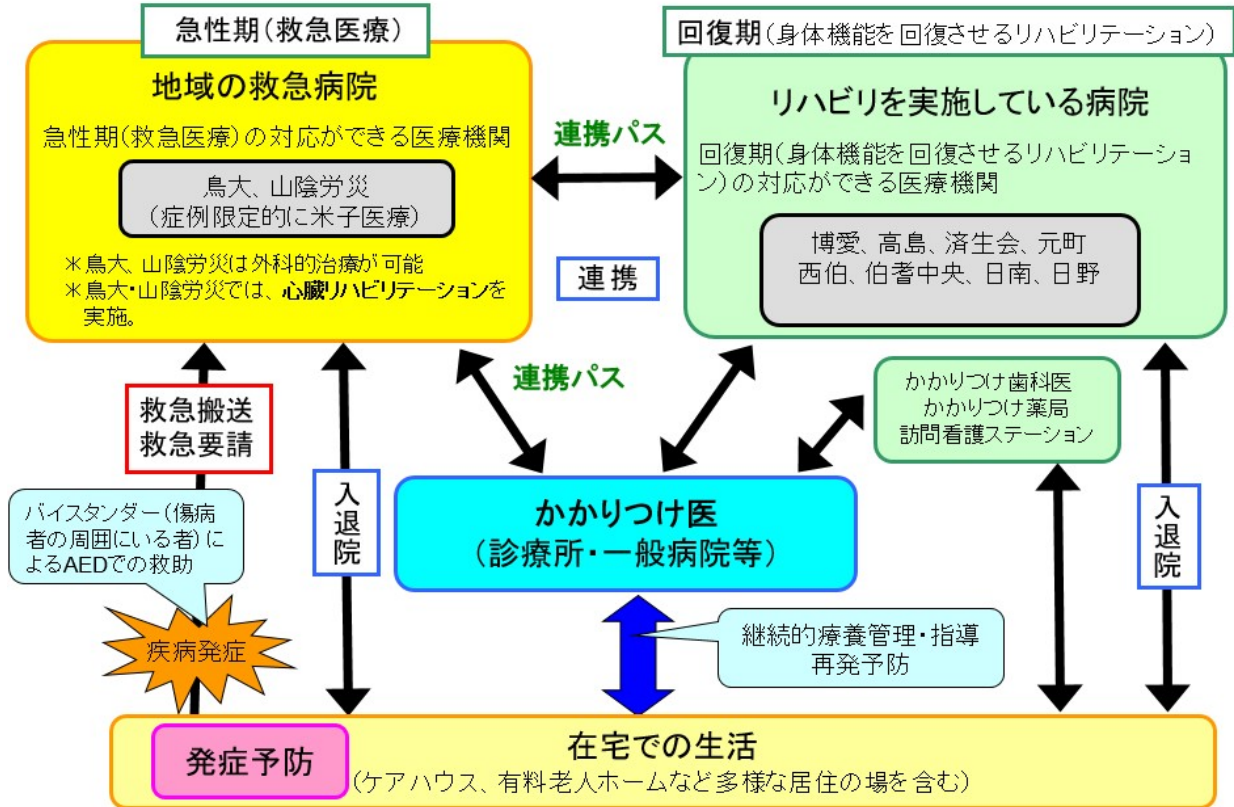 急性期(救急医療)
地域の救急病院
急性期(救急医療)の対応ができる医療機関
鳥大、山陰労災
(症例限定的に米子医療)
＊鳥大、山陰労災は外科的治療が可能
＊鳥大・山陰労災では、心臓リハビリテーションを
実施。
連携パス
連携
回復期(身体機能を回復させるリハビリテーション)
リハビリを実施している病院
回復期(身体機能を回復させるリハビリテーショ
ン)の対応ができる医療機関
博愛、高島、済生会、元町
西伯、伯耆中央、日南、日野
連携パス
かかりつけ歯科医
かかりつけ薬局
訪問看護ステーション
救急搬送
救急要請
入退院
バイスタンダー(傷病
者の周囲にいる者)に
よるAEDでの救助
疾病発症
かかりつけ医
(診療所・一般病院等)
入退院
継続的療養管理・指導
再発予防
発症予防
在宅での生活
(ケアハウス、有料老人ホームなど多様な居住の場を含む)